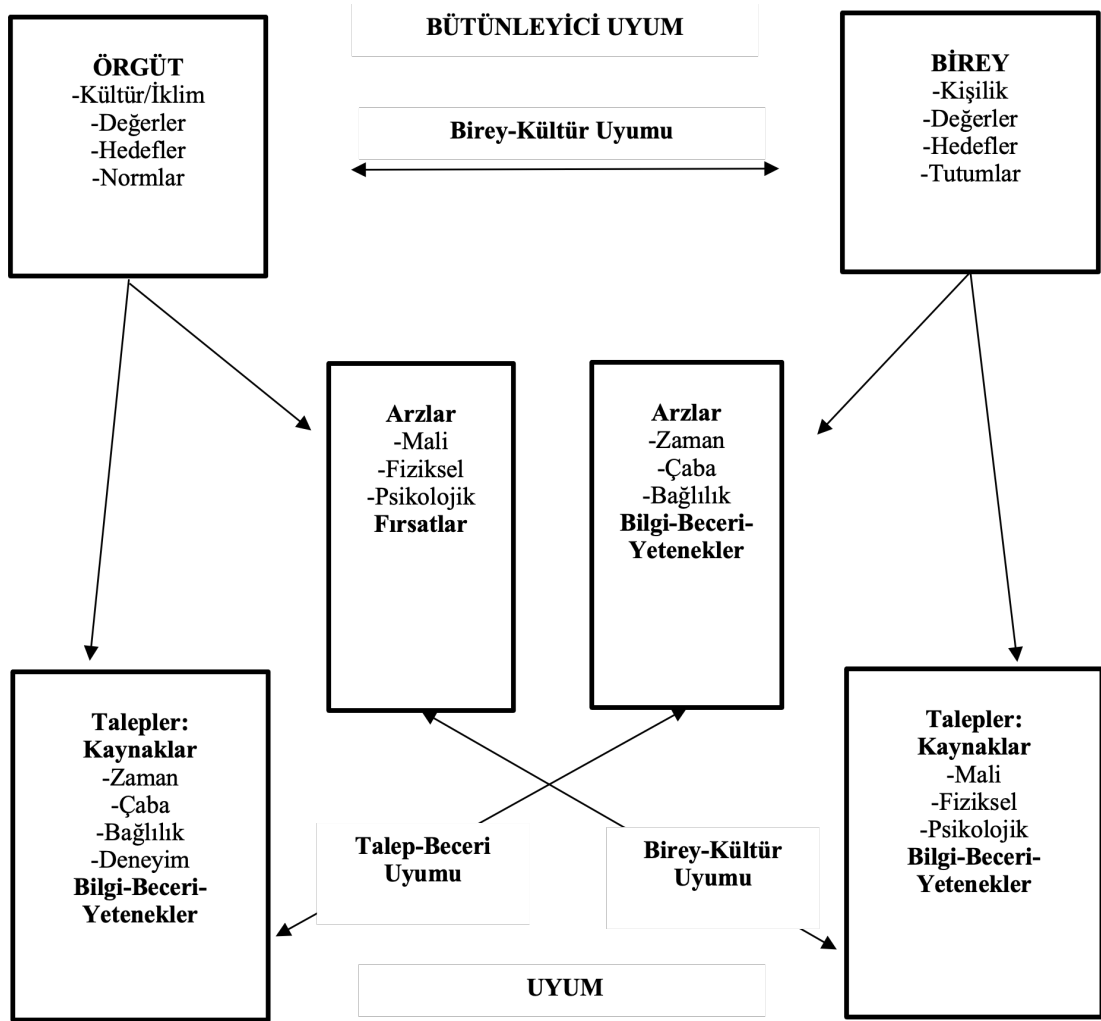 BÜTÜNLEYİCİ UYUM
ÖRGÜT
-Kültür/İklim
-Değerler
-Hedefler
-Normlar
Birey-Kültür Uyumu
BİREY
-Kişilik
-Değerler
-Hedefler
-Tutumlar
Arzlar
-Mali
-Fiziksel
-Psikolojik
Fırsatlar
Arzlar
-Zaman
-Çaba
-Bağlılık
Bilgi-Beceri-
Yetenekler
Talepler:
Kaynaklar
-Zaman
-Çaba
-Bağlılık
-Deneyim
Bilgi-Beceri-
Yetenekler
Talep-Beceri
Uyumu
Birey-Kültür
Uyumu
Talepler:
Kaynaklar
-Mali
-Fiziksel
-Psikolojik
Bilgi-Beceri-
Yetenekler
UYUM